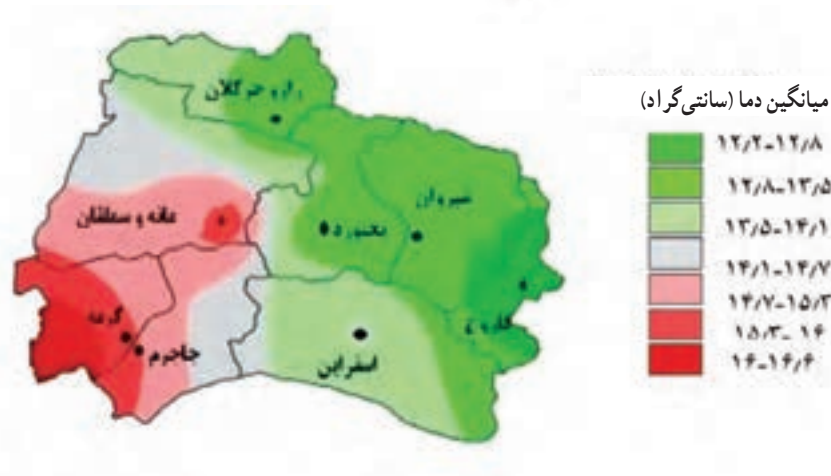 میانگین دما (سانتی‌گراد)
۱۲٫۲-۱۲٫۸
۱۲٫۸-۱۳٫۵
۱۳٫۵-۱۴٫۱
۱۴٫۱-۱۴٫۷
۱۴٫۷-۱۵٫۳
۱۵٫۳-۱۶
۱۶-۱۶٫۶
راز و جرگلان
شیروان
مانه و سملقان
بجنورد
فاروج
گرمه
جاجرم
اسفراین